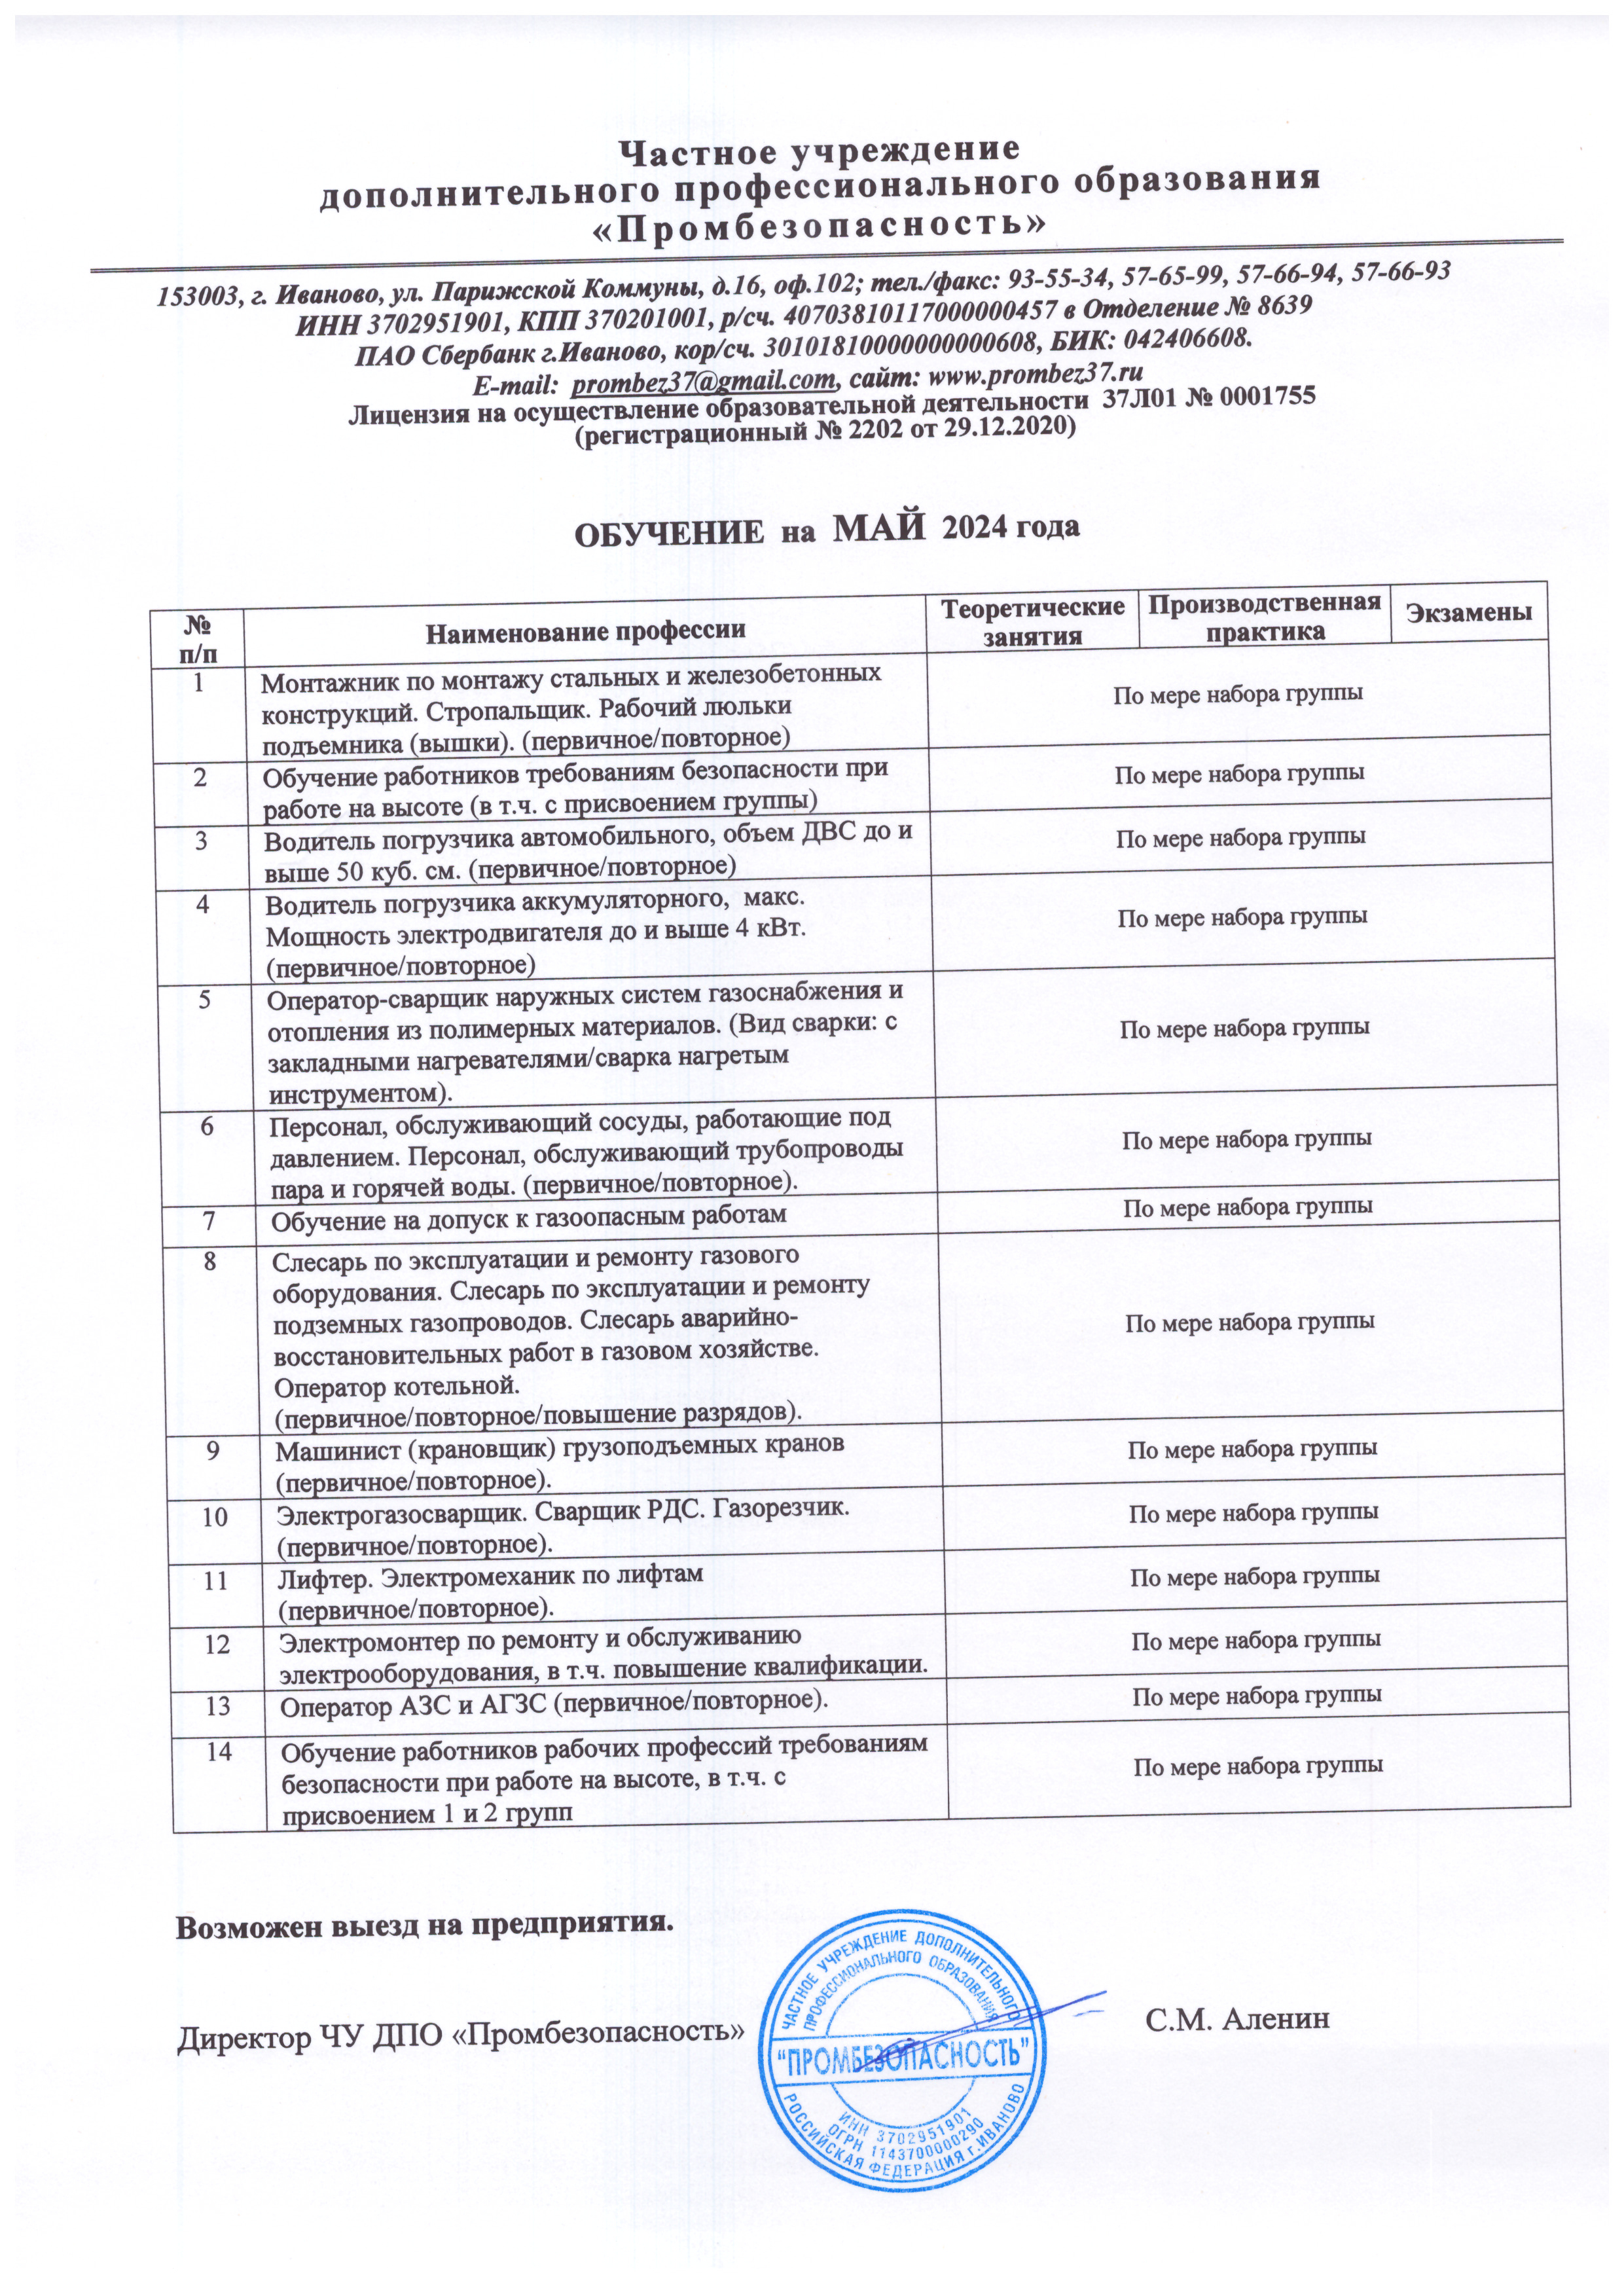 Частное учреждение
дополнительного профессионального образования
«Промбезопасность»
153003, г. Иваново, ул. Парижской Коммуны, д.16, оф.102; тел./факс: 93-55-34, 57-65-99, 57-66-94, 57-66-93
ИНН 3702951901, КПП 370201001, р/сч. 40703810117000000457 в Отделение № 8639
ПАО Сбербанк г.Иваново, кор/сч. 30101810000000000608, БИК: 042406608.
E-mail: prombez37@gmail.com, сайт: www.prombez37.ru
Лицензия на осуществление образовательной деятельности 37Л01 № 0001755
(регистрационный № 2202 от 29.12.2020)
ОБУЧЕНИЕ на МАЙ 2024 года
№ п/п
Наименование профессии
Теоретические занятия
Производственная практика
Экзамены
1
Монтажник по монтажу стальных и железобетонных
конструкций. Стропальщик. Рабочий люльки
подъемника (вышки). (первичное/повторное)
По мере набора группы
2
Обучение работников требованиям безопасности при
работе на высоте (в т.ч. с присвоением группы)
По мере набора группы
3
Водитель погрузчика автомобильного, объем ДВС до и
выше 50 куб. см. (первичное/повторное)
По мере набора группы
4
Водитель погрузчика аккумуляторного, макс.
Мощность электродвигателя до и выше 4 кВт.
(первичное/повторное)
По мере набора группы
5
Оператор-сварщик наружных систем газоснабжения и
отопления из полимерных материалов. (Вид сварки: с
закладными нагревателями/сварка нагретым
инструментом).
По мере набора группы
6
Персонал, обслуживающий сосуды, работающие под
давлением. Персонал, обслуживающий трубопроводы
пара и горячей воды. (первичное/повторное).
По мере набора группы
7
Обучение на допуск к газоопасным работам
По мере набора группы
8
Слесарь по эксплуатации и ремонту газового
оборудования. Слесарь по эксплуатации и ремонту
подземных газопроводов. Слесарь аварийно-
восстановительных работ в газовом хозяйстве.
Оператор котельной.
(первичное/повторное/повышение разрядов).
По мере набора группы
9
Машинист (крановщик) грузоподъемных кранов
(первичное/повторное).
По мере набора группы
10
Электрогазосварщик. Сварщик РДС. Газорезчик.
(первичное/повторное).
По мере набора группы
11
Лифтер. Электромеханик по лифтам
(первичное/повторное).
По мере набора группы
12
Электромонтер по ремонту и обслуживанию
электрооборудования, в т.ч. повышение квалификации.
По мере набора группы
13
Оператор АЗС и АГЗС (первичное/повторное).
По мере набора группы
14
Обучение работников рабочих профессий требованиям
безопасности при работе на высоте, в т.ч. с
присвоением 1 и 2 групп
По мере набора группы
Возможен выезд на предприятия.
Директор ЧУ ДПО «Промбезопасность»
С.М. Аленин
ЧАСТНОЕ УЧРЕЖДЕНИЕ ДОПОЛНИТЕЛЬНОГО
ПРОФЕССИОНАЛЬНОГО ОБРАЗОВАНИЯ
"ПРОМБЕЗОПАСНОСТЬ"
ИНН 3702951901
ОГРН 1143700000290
РОССИЙСКАЯ ФЕДЕРАЦИЯ г.ИВАНОВО